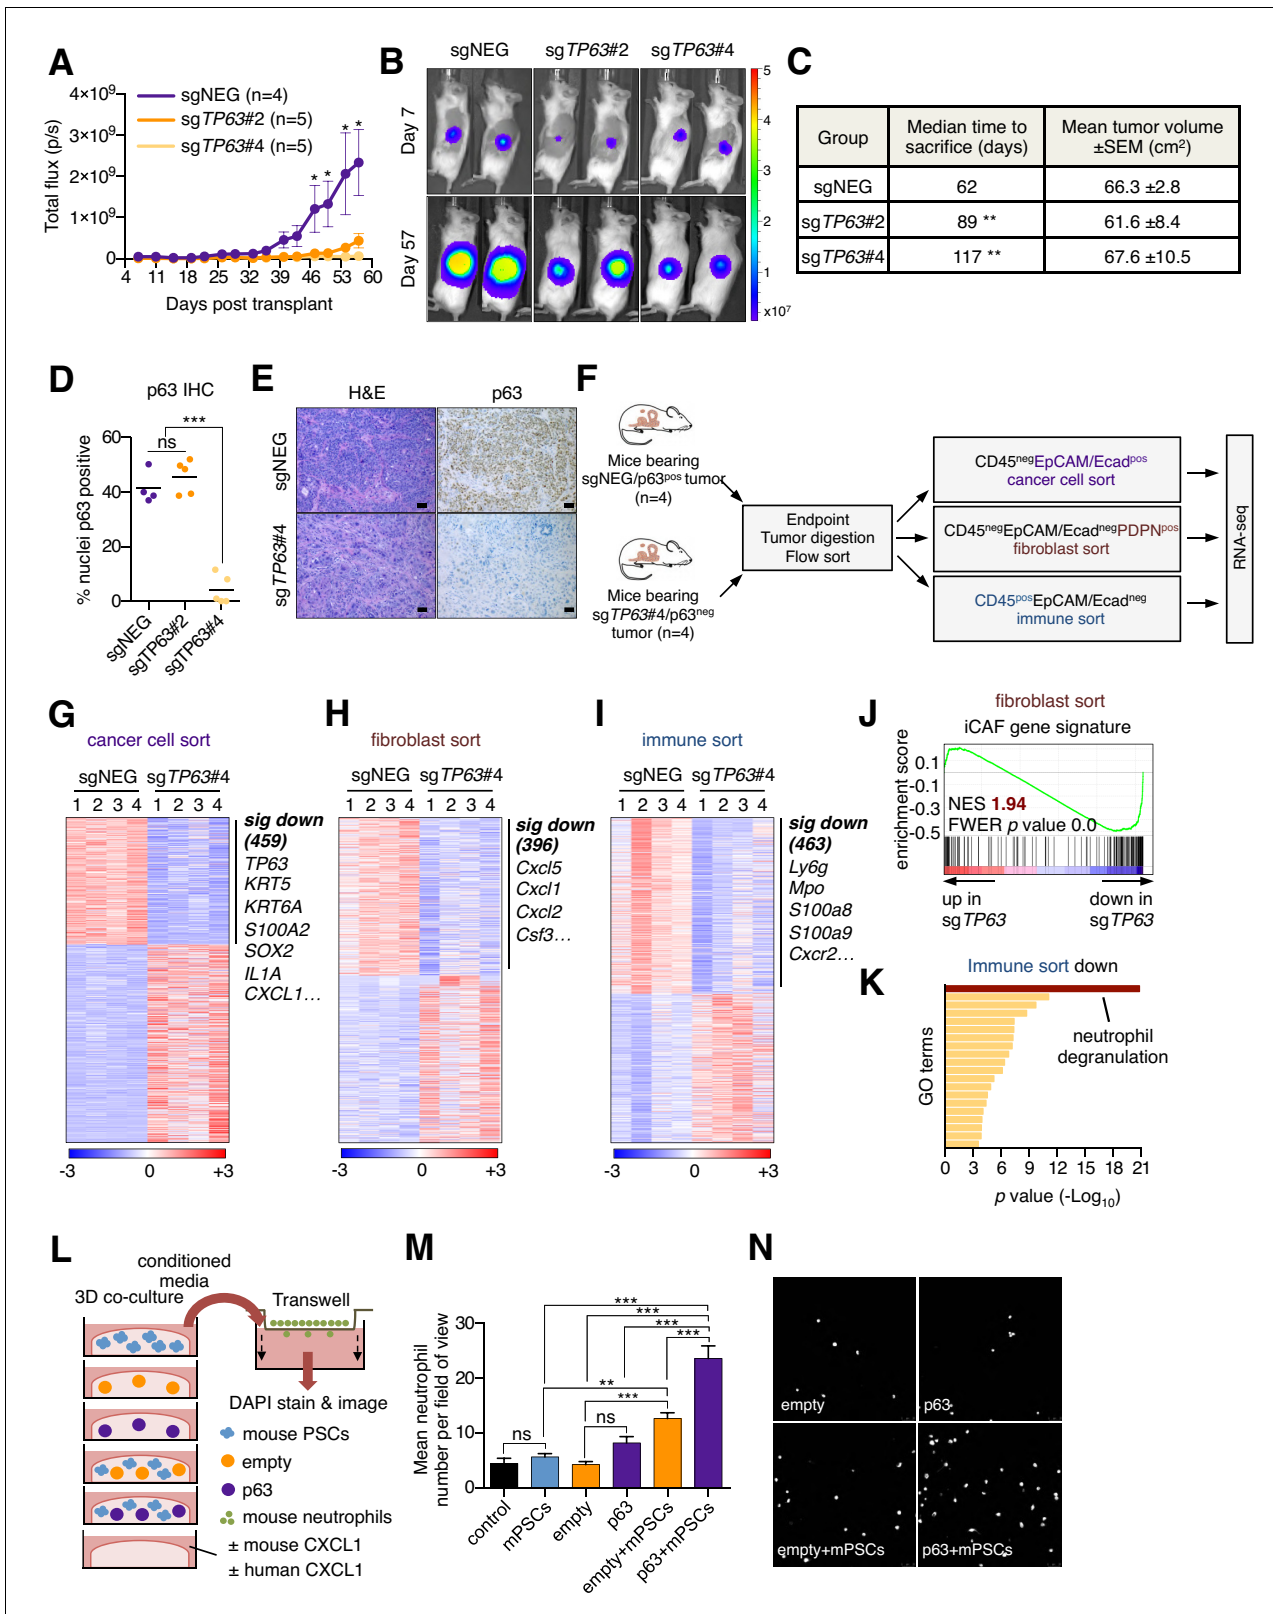 A
sgNEG (n=4)
sgTP63#2 (n=5)
sgTP63#4 (n=5)
Total flux (p/s)
4×10⁹
3×10⁹
2×10⁹
1×10⁹
0
* * * *
4 11 18 25 32 39 46 53 60
Days post transplant
B
sgNEG sgTP63#2 sgTP63#4
Day 7
Day 57
5
4
3
2
1
x10⁷
C
Group Median time to sacrifice (days) Mean tumor volume ±SEM (cm²)
sgNEG 62 66.3 ±2.8
sgTP63#2 89 ** 61.6 ±8.4
sgTP63#4 117 ** 67.6 ±10.5
D
p63 IHC
***
ns
% nuclei p63 positive
60
40
20
0
sgNEG
sgTP63#2
sgTP63#4
E
H&E p63
sgNEG
sgTP63#4
F
Mice bearing
sgNEG/p63ᵖᵒˢ tumor
(n=4)
Mice bearing
sgTP63#4/p63ⁿᵉᵍ
tumor (n=4)
Endpoint
Tumor digestion
Flow sort
CD45ⁿᵉᵍEpCAM/Ecadᵖᵒˢ
cancer cell sort
CD45ⁿᵉᵍEpCAM/EcadⁿᵉᵍPDPNᵖᵒˢ
fibroblast sort
CD45ᵖᵒˢEpCAM/Ecadⁿᵉᵍ
immune sort
RNA-seq
G
cancer cell sort
sgNEG sgTP63#4
1 2 3 4 1 2 3 4
sig down
(459)
TP63
KRT5
KRT6A
S100A2
SOX2
IL1A
CXCL1…
-3 0 +3
H
fibroblast sort
sgNEG sgTP63#4
1 2 3 4 1 2 3 4
sig down
(396)
Cxcl5
Cxcl1
Cxcl2
Csf3…
-3 0 +3
I
immune sort
sgNEG sgTP63#4
1 2 3 4 1 2 3 4
sig down
(463)
Ly6g
Mpo
S100a8
S100a9
Cxcr2…
-3 0 +3
J
fibroblast sort
iCAF gene signature
enrichment score
0.1
-0.1
-0.3
-0.5
NES 1.94
FWER p value 0.0
up in
sgTP63
down in
sgTP63
K
Immune sort down
GO terms
neutrophil
degranulation
0 3 6 9 12 15 18 21
p value (-Log₁₀)
L
conditioned
media
3D co-culture
Transwell
DAPI stain & image
mouse PSCs
empty
p63
mouse neutrophils
± mouse CXCL1
± human CXCL1
M
Mean neutrophil
number per field of view
30
20
10
0
***
***
***
***
**
***
ns
ns
control
mPSCs
empty
p63
empty+mPSCs
p63+mPSCs
N
empty
p63
empty+mPSCs
p63+mPSCs